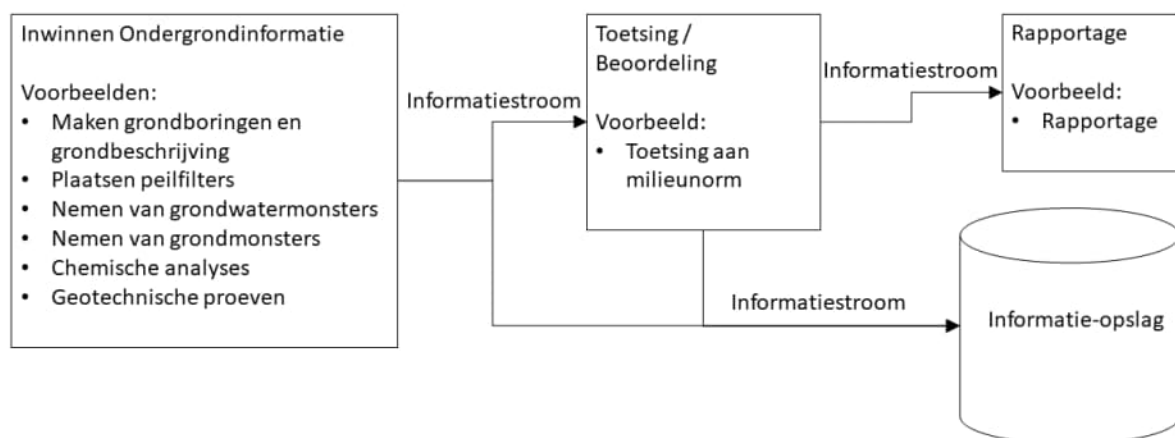 Inwinnen Ondergrondinformatie
Voorbeelden:
• Maken grondboringen en
grondbeschrijving
• Plaatsen peilfilters
• Nemen van grondwatermonsters
• Nemen van grondmonsters
• Chemische analyses
• Geotechnische proeven
Informatiestroom
Toetsing /
Beoordeling
Voorbeeld:
• Toetsing aan
milieunorm
Informatiestroom
Rapportage
Voorbeeld:
• Rapportage
Informatiestroom
Informatie-opslag